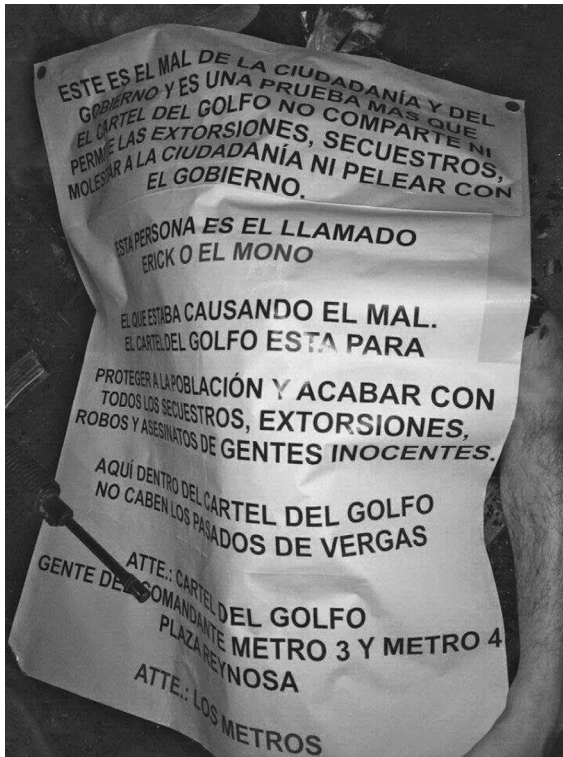 ESTE ES EL MAL DE LA CIUDADANÍA Y DEL
GOBIERNO Y ES UNA PRUEBA MAS QUE
EL CARTEL DEL GOLFO NO COMPARTE NI
PERMITE LAS EXTORSIONES, SECUESTROS,
MOLESTAR A LA CIUDADANÍA NI PELEAR CON
EL GOBIERNO.
ESTA PERSONA ES EL LLAMADO
ERICK O EL MONO
EL QUE ESTABA CAUSANDO EL MAL.
EL CARTEL DEL GOLFO ESTA PARA
PROTEGER A LA POBLACIÓN Y ACABAR CON
TODOS LOS SECUESTROS, EXTORSIONES,
ROBOS Y ASESINATOS DE GENTES INOCENTES.
AQUÍ DENTRO DEL CARTEL DEL GOLFO
NO CABEN LOS PASADOS DE VERGAS
ATTE.: CARTEL DEL GOLFO
GENTE DEL COMANDANTE METRO 3 Y METRO 4
PLAZA REYNOSA
ATTE.: LOS METROS